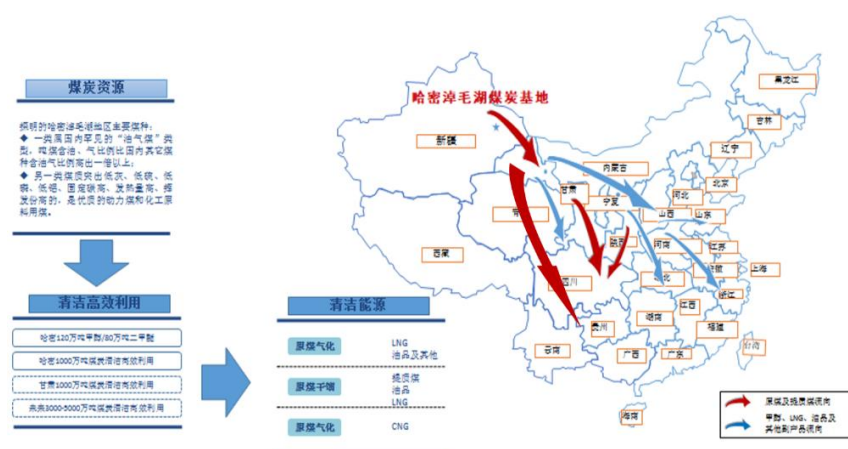 煤炭资源
探明的哈密淖毛湖地区主要煤种：
◆ 一类属国内罕见的“油气煤”类
型，吨煤含油、气比例比国内其它煤
种含油气比例高出一倍以上；
◆ 另一类煤质突出低灰、低硫、低
磷、低铝、固定碳高、发热量高、挥
发份高的，是优质的动力煤和化工原
料用煤。
清洁高效利用
哈密120万吨甲醇/80万吨二甲醚
哈密1000万吨煤炭清洁高效利用
甘肃1000万吨煤炭清洁高效利用
未来3000-5000万吨煤炭清洁高效利用
清洁能源
原煤气化
LNG
油品及其他
原煤干馏
提质煤
油品
LNG
原煤气化
CNG
哈密淖毛湖煤炭基地
黑龙江
吉林
辽宁
新疆
内蒙古
北京
甘肃
宁夏
河北
山西
山东
陕西
河南
江苏
西藏
四川
上海
浙江
江西
湖南
贵州
福建
云南
广西
广东
台湾
海南
原煤及提质煤流向
甲醇、LNG、油品及
其他副产品流向